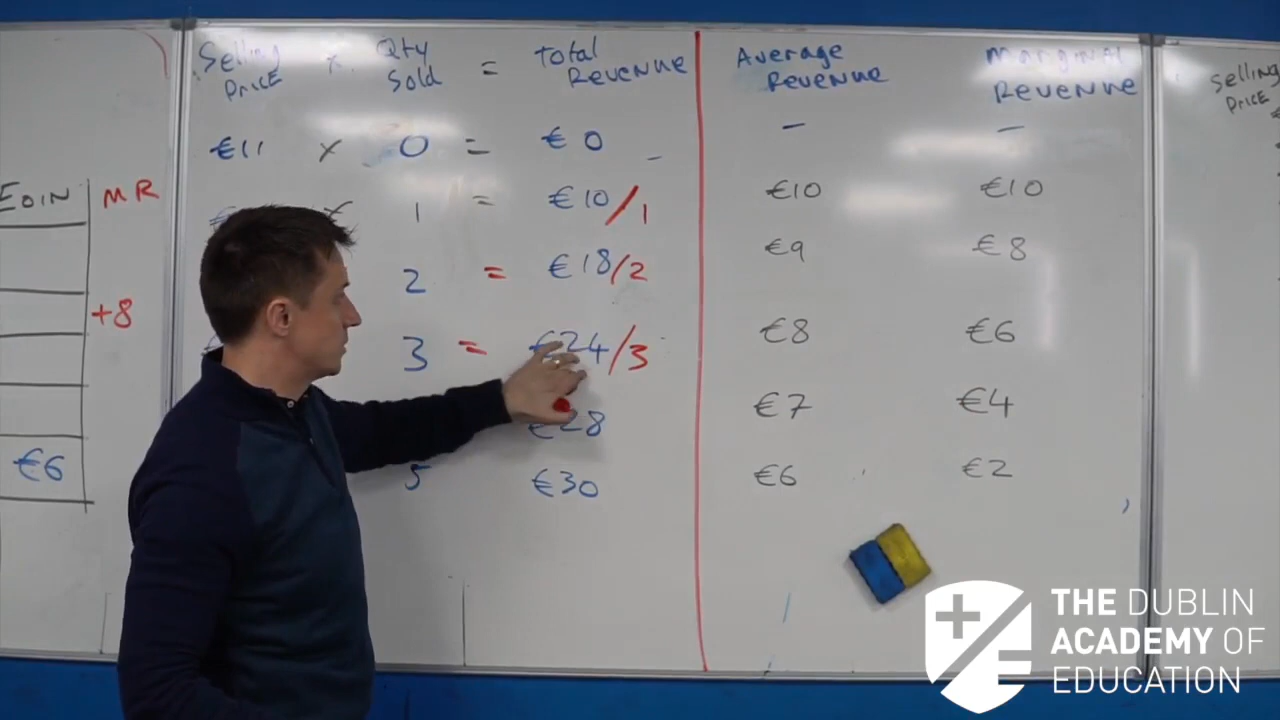 Selling PRICE × Qty Sold = Total REVENUE
Average REVENUE
Marginal REVENUE
€11 × 0 = € 0 – –
× 1 = €10/1 €10 €10
2 = €18/2 €9 €8
3 = €24/3 €8 €6
€28 €7 €4
5 €30 €6 €2
EOIN
MR
+8
€6
Selling PRICE
THE DUBLIN
ACADEMY OF
EDUCATION